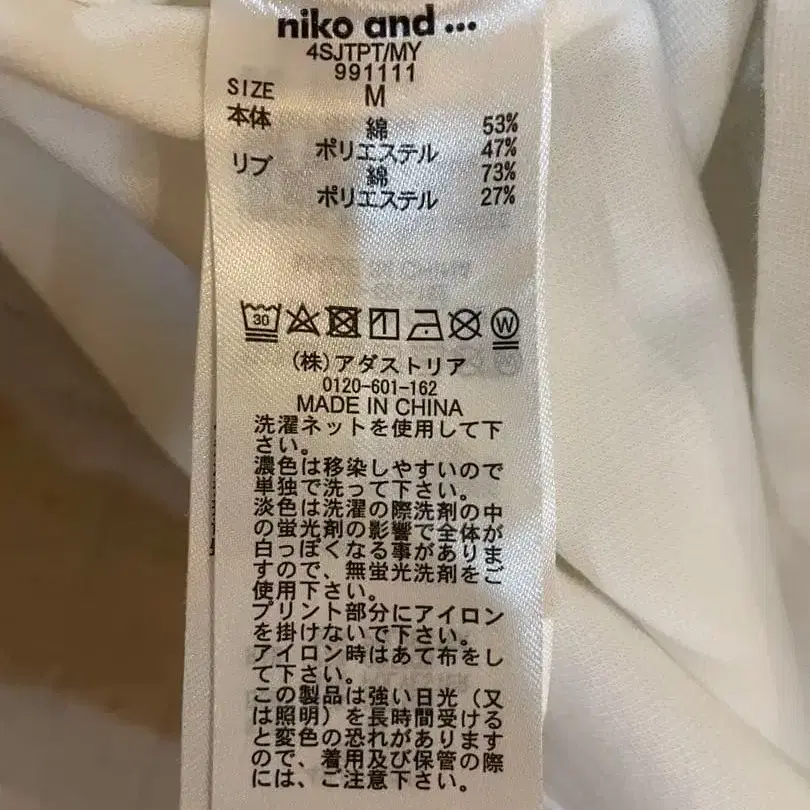 niko and ...
4SJTPT/MY
991111
SIZE M
本体 綿 53%
ポリエステル 47%
リブ 綿 73%
ポリエステル 27%
30 W
(株)アダストリア
0120-601-162
MADE IN CHINA
洗濯ネットを使用して下
さい。
濃色は移染しやすいので
単独で洗って下さい。
淡色は洗濯の際洗剤の中
の蛍光剤の影響で全体が
白っぽくなる事がありま
すので、無蛍光洗剤をご
使用下さい。
プリント部分にアイロン
を掛けないで下さい。
アイロン時はあて布をし
て下さい。
この製品は強い日光(又
は照明)を長時間受ける
と変色の恐れがあります
ので、着用及び保管の際
には、ご注意下さい。